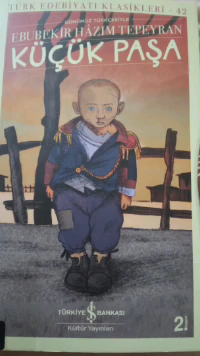 TÜRK EDEBİYATI KLASİKLERİ - 42
GÜNÜMÜZ TÜRKÇESİYLE
EBUBEKİR HÂZIM TEPEYRAN
KÜÇÜK PAŞA
TÜRKİYE İŞ BANKASI
Kültür Yayınları
2.